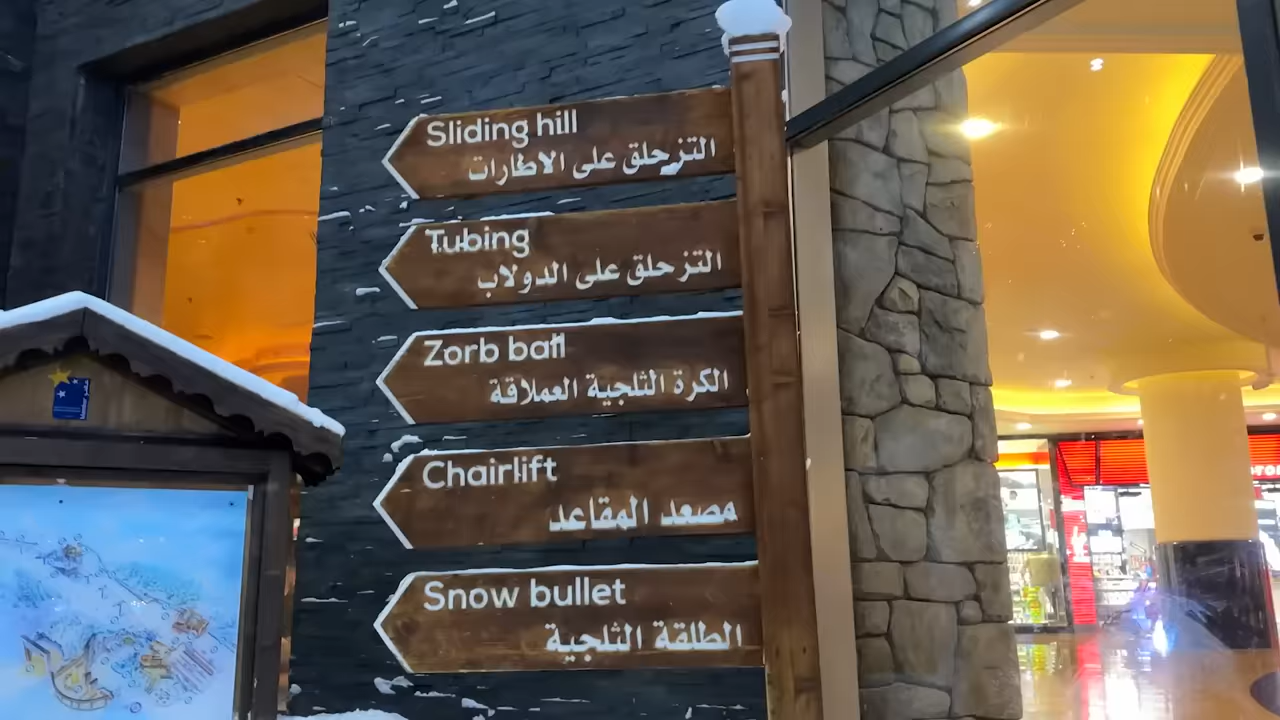 Sliding hill
التزحلق على الاطارات
Tubing
التزحلق على الدولاب
Zorb ball
الكرة الثلجية العملاقة
Chairlift
مصعد المقاعد
Snow bullet
الطلقة الثلجية